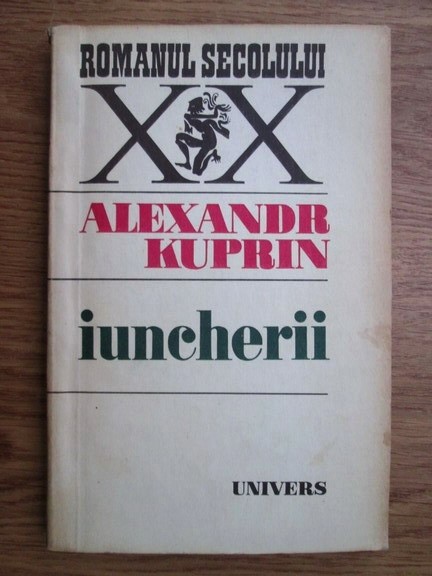 ROMANUL SECOLULUI
XX
ALEXANDR
KUPRIN
iuncherii
UNIVERS